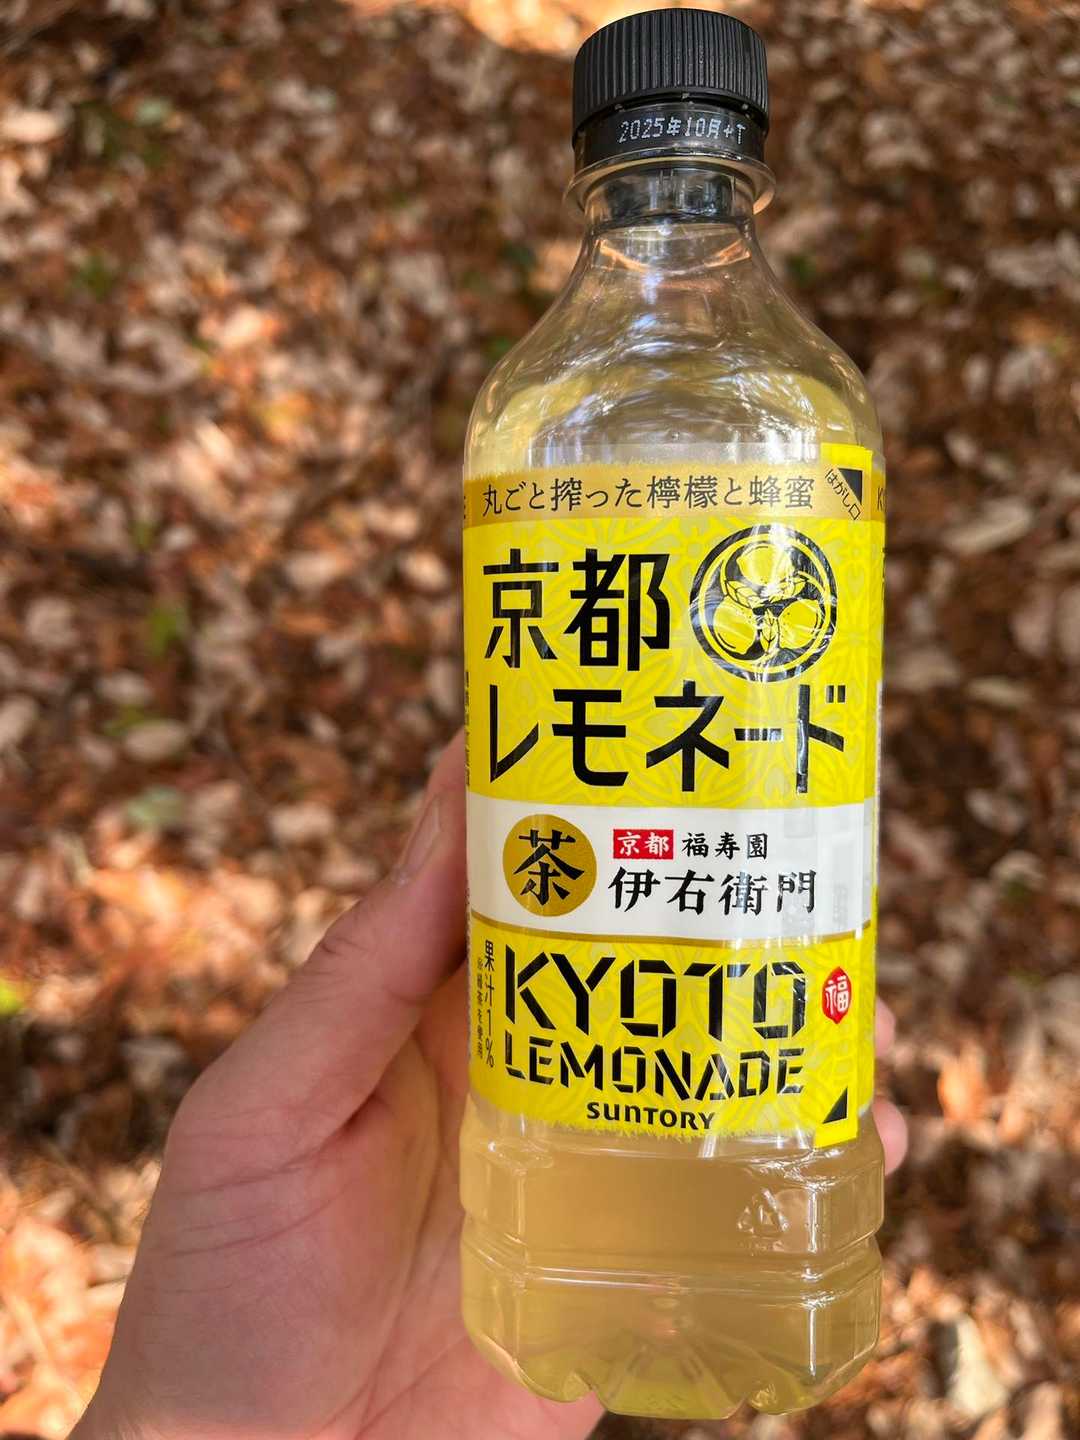 2025年10月+T
丸ごと搾った檸檬と蜂蜜
はがし口
京都
レモネード
茶
京都 福寿園
伊右衛門
果汁1%
KYOTO
LEMONADE
福
SUNTORY